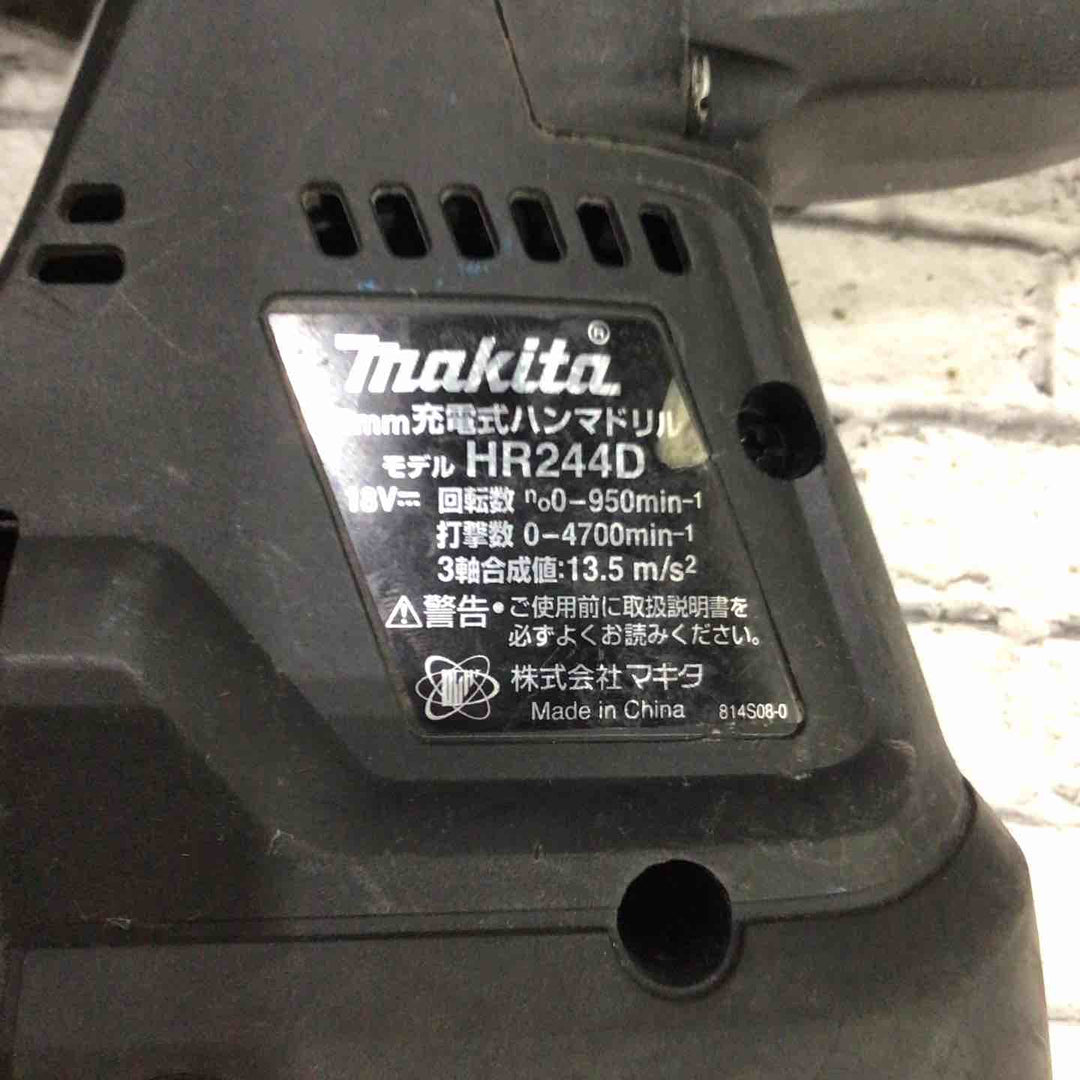 makita®
mm充電式ハンマドリル
モデル HR244D
18V⎓ 回転数 n₀0-950min-1
打撃数 0-4700min-1
3軸合成値:13.5 m/s2
⚠警告•ご使用前に取扱説明書を
必ずよくお読みください。
株式会社マキタ
Made in China 814S08-0